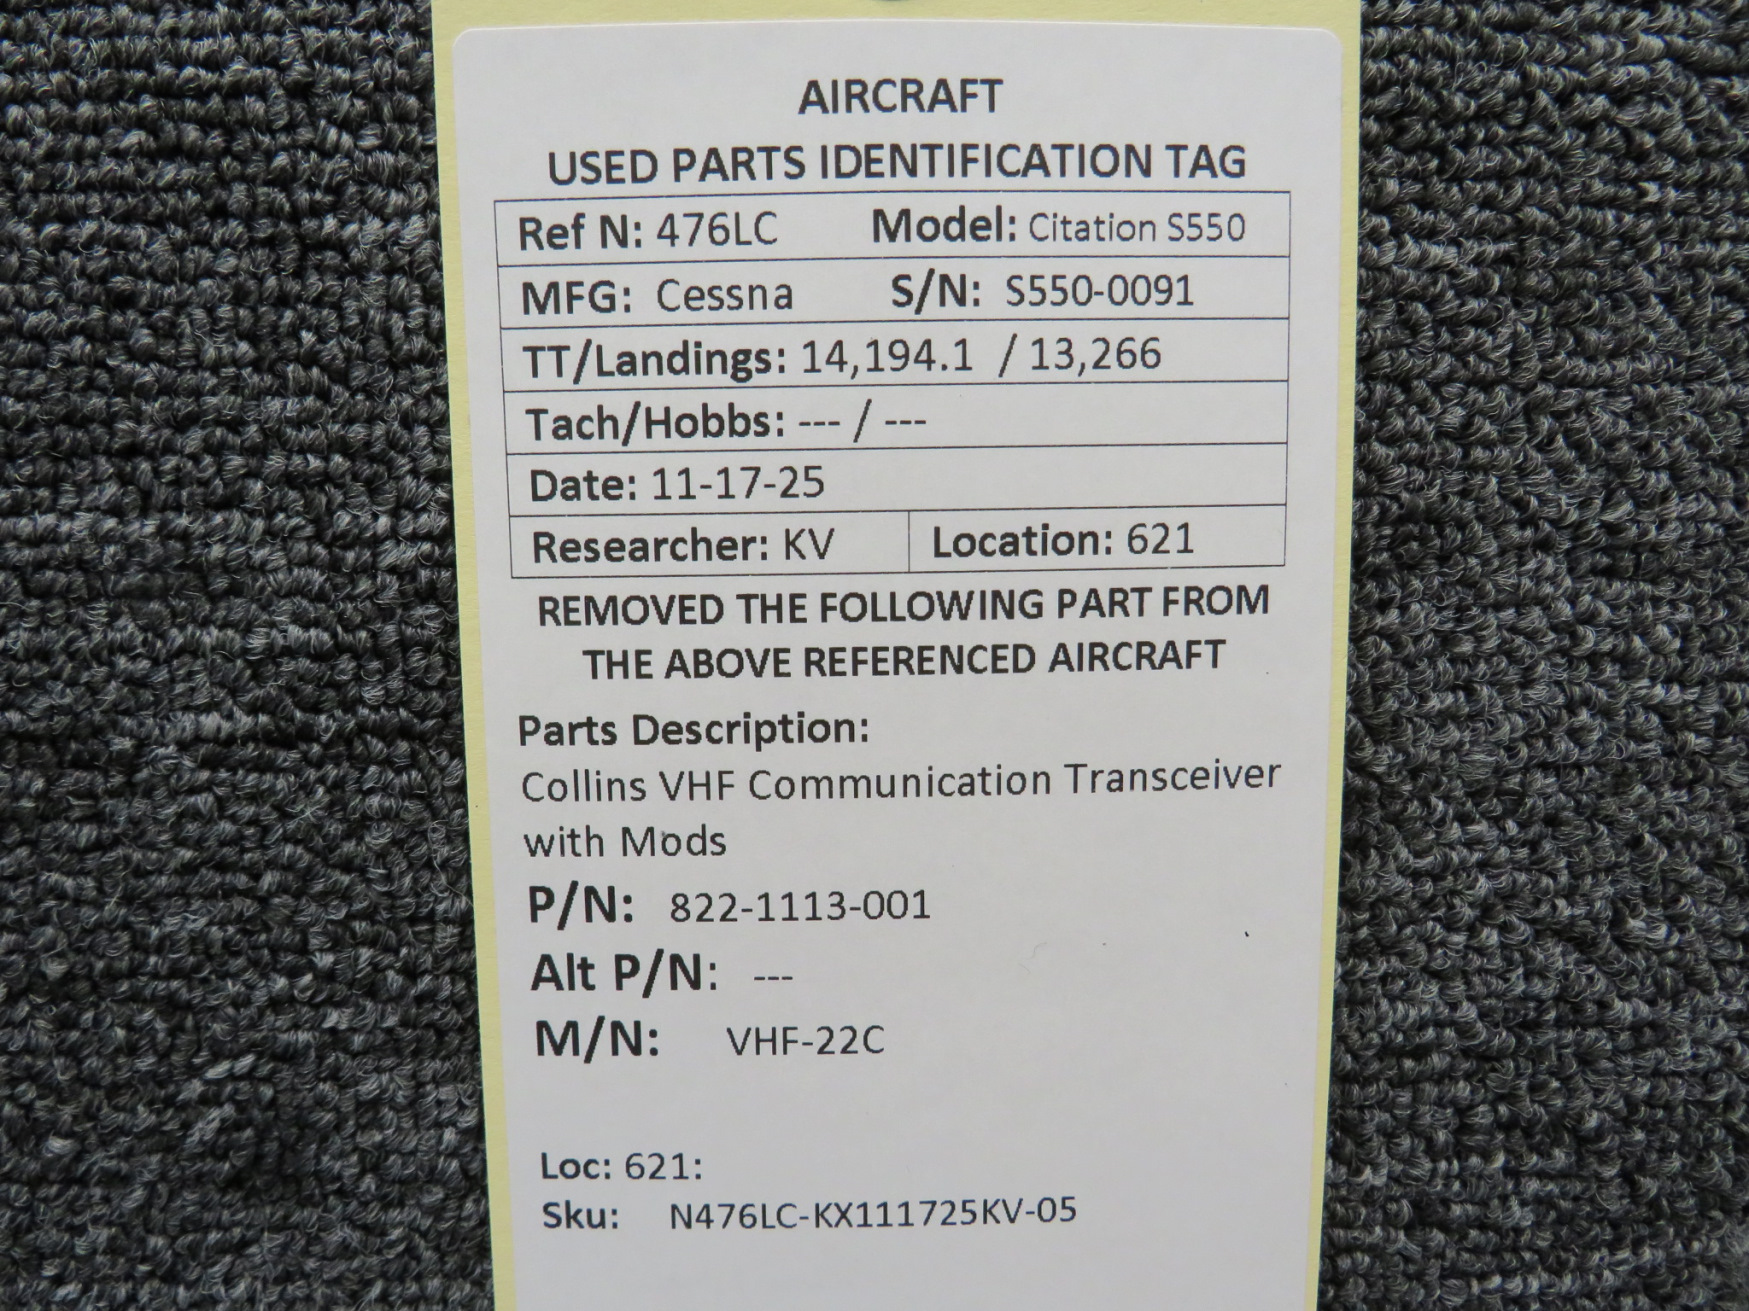 AIRCRAFT
USED PARTS IDENTIFICATION TAG
Ref N: 476LC Model: Citation S550
MFG: Cessna S/N: S550-0091
TT/Landings: 14,194.1 / 13,266
Tach/Hobbs: --- / ---
Date: 11-17-25
Researcher: KV Location: 621
REMOVED THE FOLLOWING PART FROM
THE ABOVE REFERENCED AIRCRAFT
Parts Description:
Collins VHF Communication Transceiver
with Mods
P/N: 822-1113-001
Alt P/N: ---
M/N: VHF-22C
Loc: 621:
Sku: N476LC-KX111725KV-05